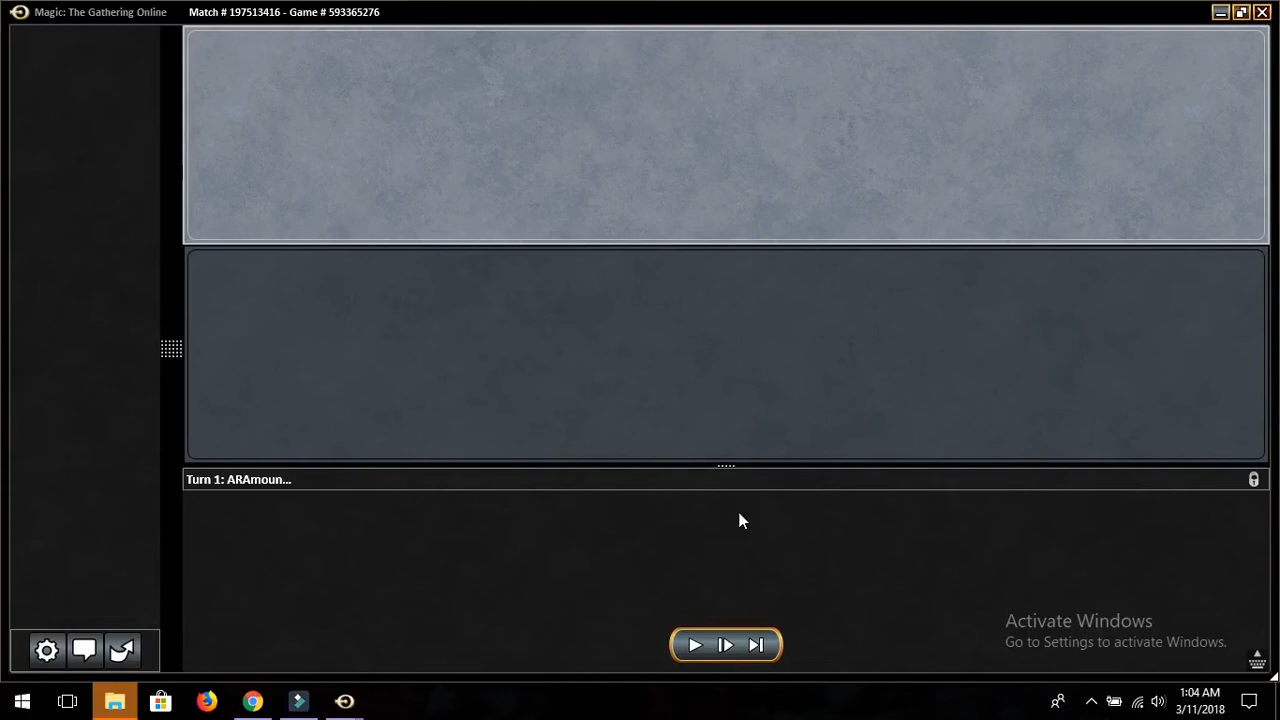 Magic: The Gathering Online
Match # 197513416 - Game # 593365276
Turn 1: ARAmoun...
Activate Windows
Go to Settings to activate Windows.
1:04 AM
3/11/2018